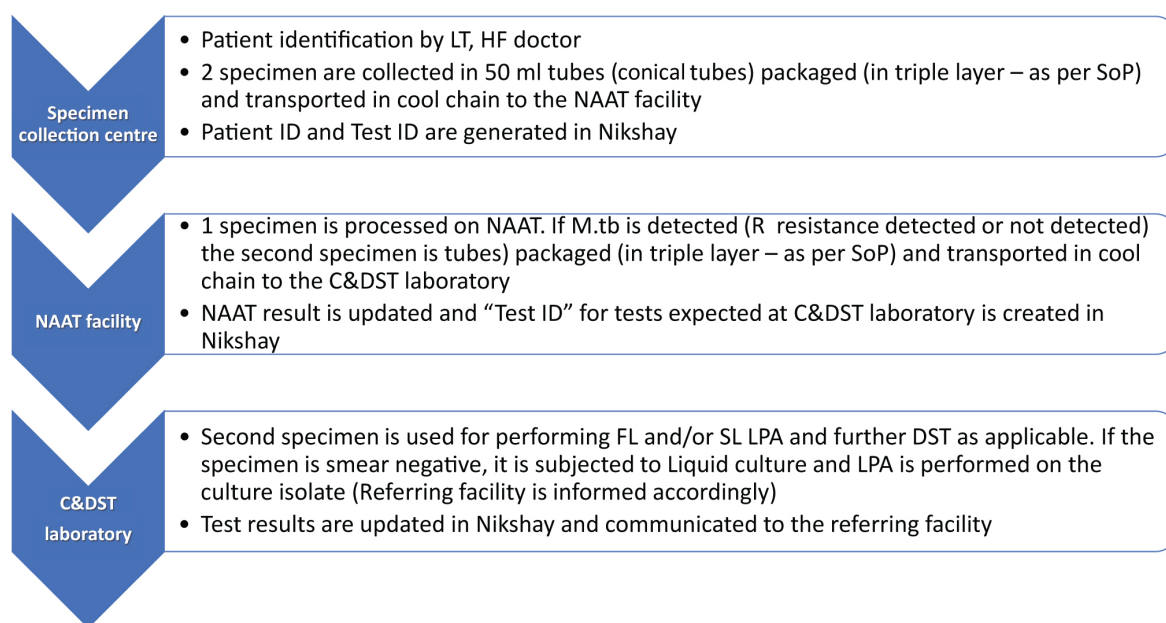 Specimen
collection centre
• Patient identification by LT, HF doctor
• 2 specimen are collected in 50 ml tubes (conical tubes) packaged (in triple layer – as per SoP)
and transported in cool chain to the NAAT facility
• Patient ID and Test ID are generated in Nikshay
NAAT facility
• 1 specimen is processed on NAAT. If M.tb is detected (R  resistance detected or not detected)
the second specimen is tubes) packaged (in triple layer – as per SoP) and transported in cool
chain to the C&DST laboratory
• NAAT result is updated and “Test ID” for tests expected at C&DST laboratory is created in
Nikshay
C&DST
laboratory
• Second specimen is used for performing FL and/or SL LPA and further DST as applicable. If the
specimen is smear negative, it is subjected to Liquid culture and LPA is performed on the
culture isolate (Referring facility is informed accordingly)
• Test results are updated in Nikshay and communicated to the referring facility